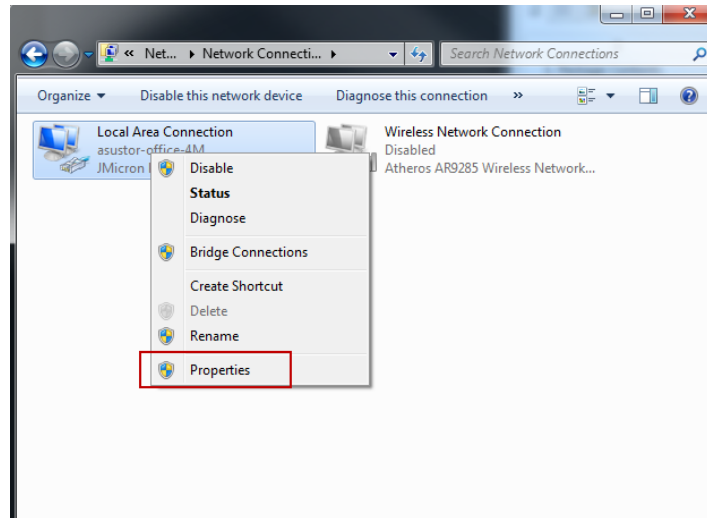 « Net... Network Connecti...
Search Network Connections
Organize Disable this network device Diagnose this connection »
Local Area Connection
asustor-office-4M
JMicron
Wireless Network Connection
Disabled
Atheros AR9285 Wireless Network...
Disable
Status
Diagnose
Bridge Connections
Create Shortcut
Delete
Rename
Properties